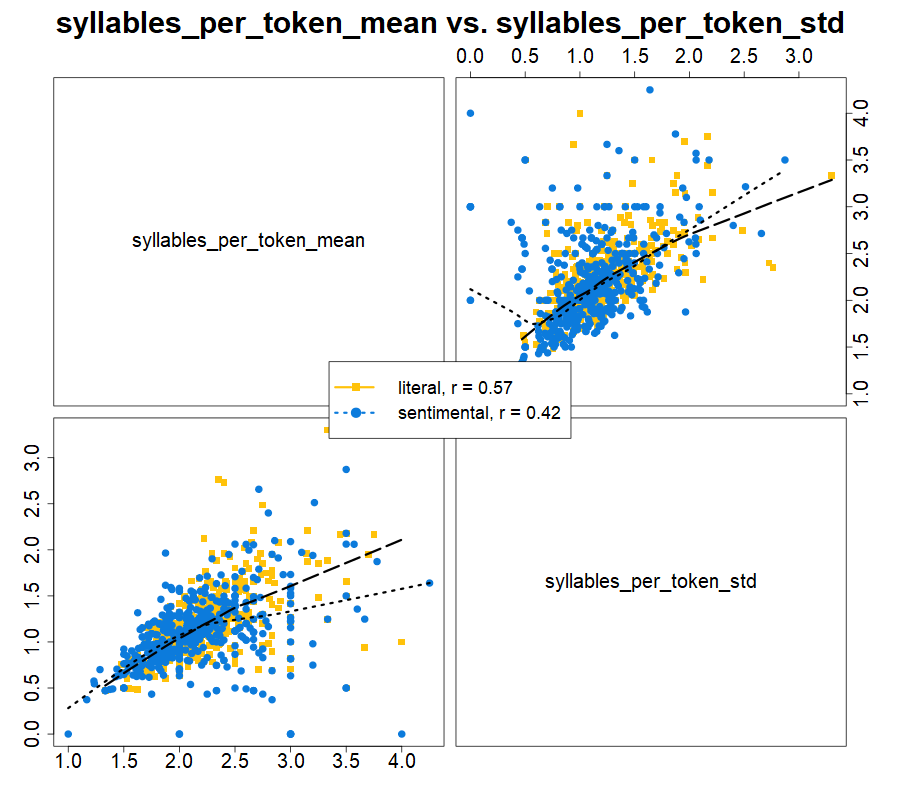 syllables_per_token_mean vs. syllables_per_token_std
0.0 0.5 1.0 1.5 2.0 2.5 3.0
syllables_per_token_mean
4.0
3.5
3.0
2.5
2.0
1.5
1.0
literal, r = 0.57
sentimental, r = 0.42
3.0
2.5
2.0
1.5
1.0
0.5
0.0
syllables_per_token_std
1.0 1.5 2.0 2.5 3.0 3.5 4.0